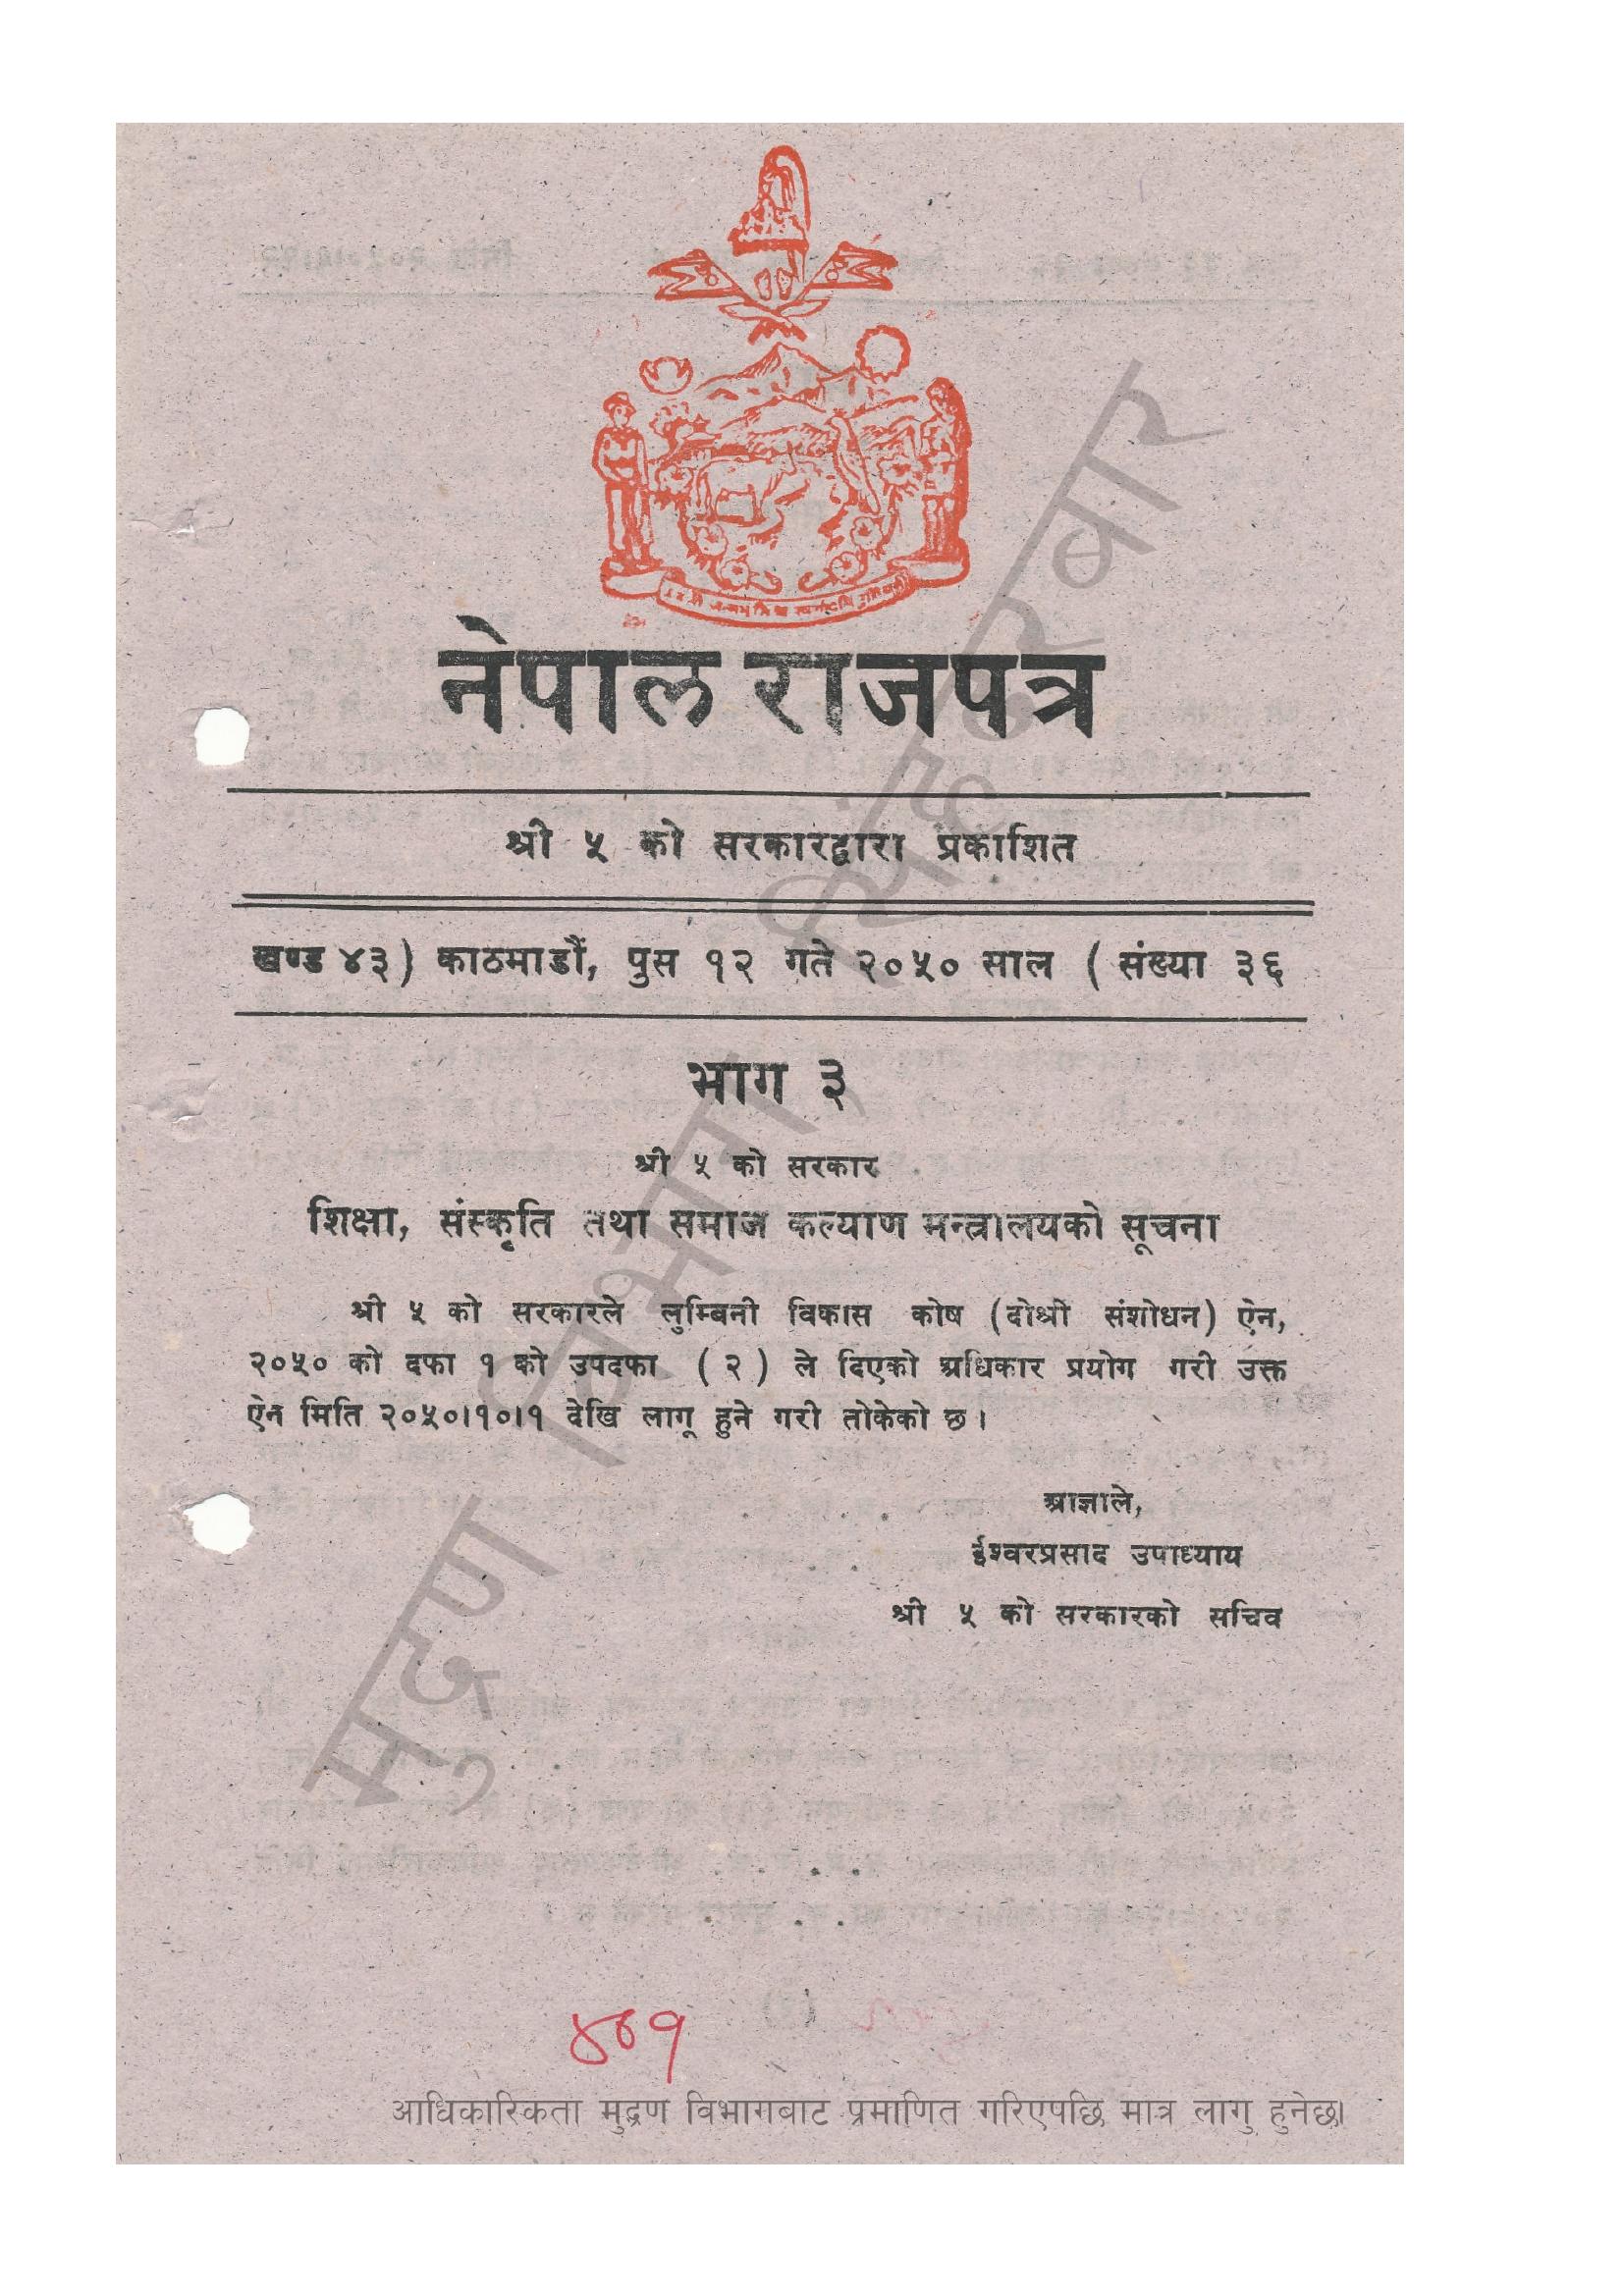 नेपाल राजपत्र
श्री ५ को सरकारद्वारा प्रकाशित
खण्ड ४३) काठमाडौं, पुस १२ गते २०५० साल ( संख्या ३६
भाग ३
श्री ५ को सरकार
शिक्षा, संस्कृति तथा समाज कल्याण मन्त्रालयको सूचना
श्री ५ को सरकारले लुम्बिनी विकास कोष (दोश्रो संशोधन) ऐन,
२०५० को दफा १ को उपदफा ( २ ) ले दिएको अधिकार प्रयोग गरी उक्त
ऐन मिति २०५०।१०।१ देखि लागू हुने गरी तोकेको छ।
आज्ञाले,
ईश्वरप्रसाद उपाध्याय
श्री ५ को सरकारको सचिव
मुद्रण विभाग, सिंहदरबार
४०१
आधिकारिकता मुद्रण विभागबाट प्रमाणित गरिएपछि मात्र लागु हुनेछ।